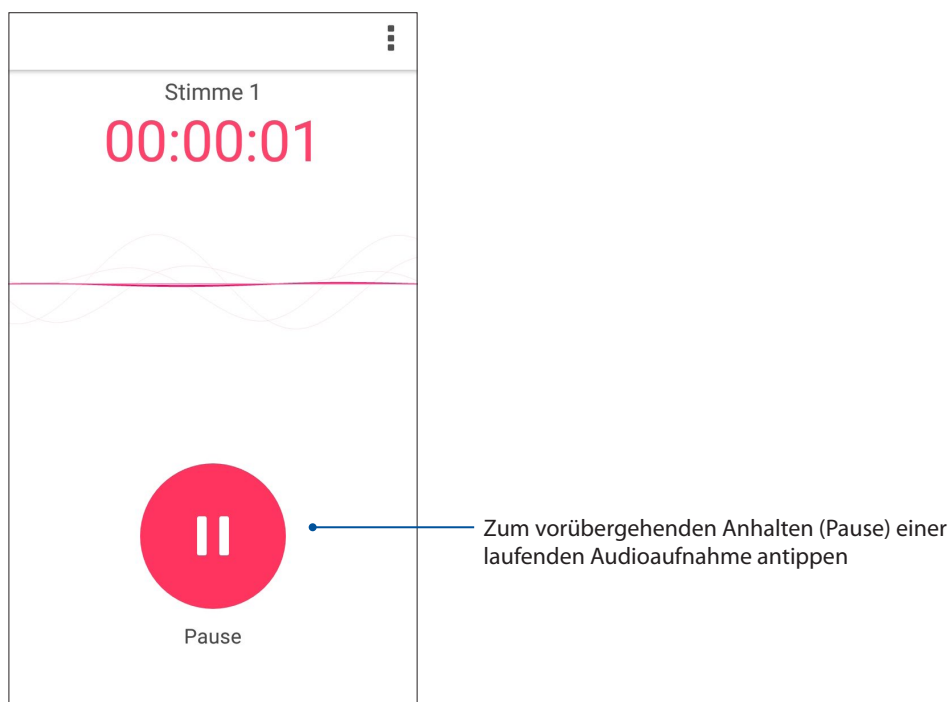 Stimme 1
00:00:01
Zum vorübergehenden Anhalten (Pause) einer
laufenden Audioaufnahme antippen
Pause